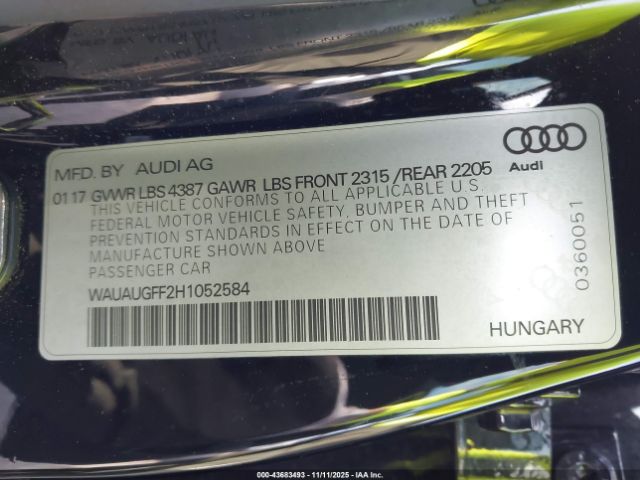 MFD. BY AUDI AG
Audi
0117 GVWR LBS 4387 GAWR LBS FRONT 2315 /REAR 2205
THIS VEHICLE CONFORMS TO ALL APPLICABLE U.S.
FEDERAL MOTOR VEHICLE SAFETY, BUMPER AND THEFT
PREVENTION STANDARDS IN EFFECT ON THE DATE OF
MANUFACTURE SHOWN ABOVE
PASSENGER CAR
0360051
WAUAUGFF2H1052584
HUNGARY
000-43683493 - 11/11/2025 - IAA Inc.